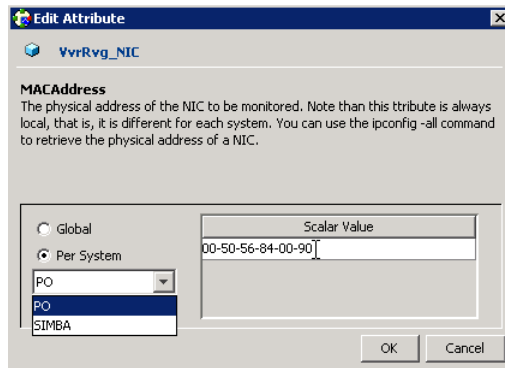 Edit Attribute
VvrRvg_NIC
MACAddress
The physical address of the NIC to be monitored. Note than this ttribute is always
local, that is, it is different for each system. You can use the ipconfig -all command
to retrieve the physical address of a NIC.
Global
Per System
PO
PO
SIMBA
Scalar Value
00-50-56-84-00-90
OK
Cancel